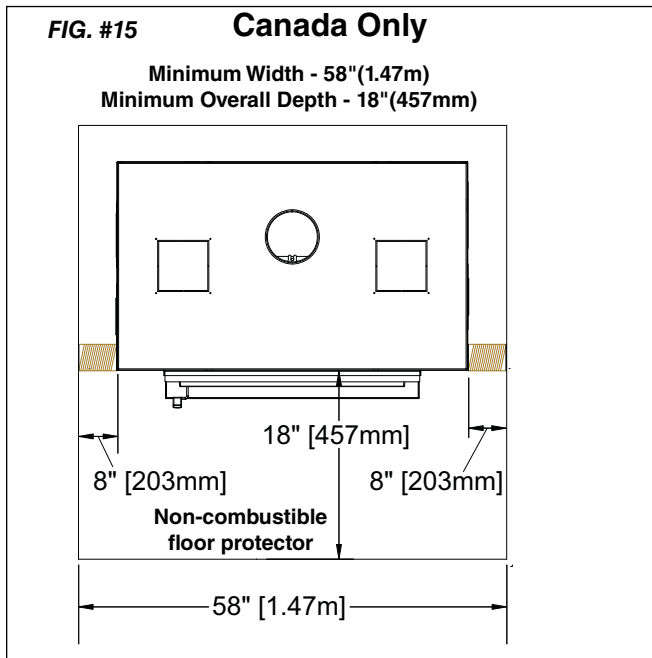 FIG. #15 Canada Only
Minimum Width - 58"(1.47m)
Minimum Overall Depth - 18"(457mm)
18" [457mm]
8" [203mm] 8" [203mm]
Non-combustible
floor protector
58" [1.47m]